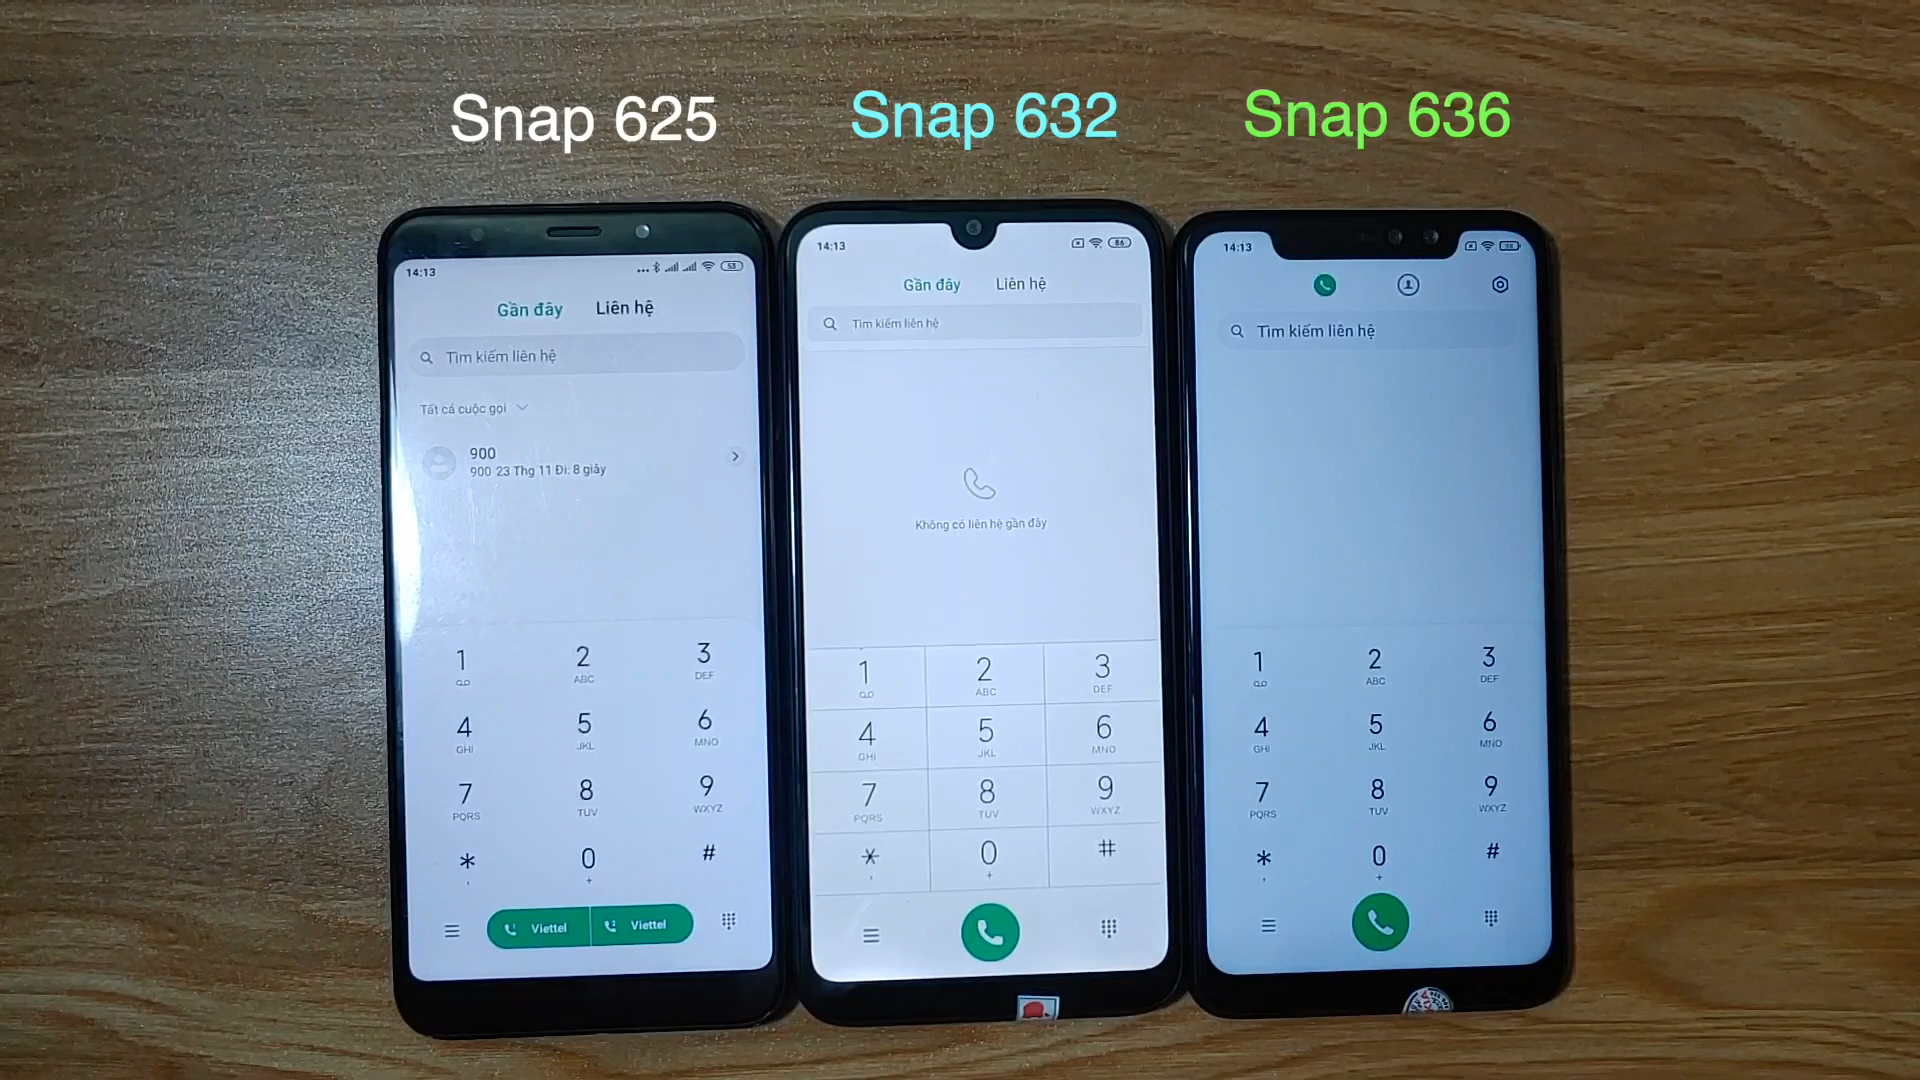 Snap 625
Snap 632
Snap 636
14:13
53
Gần đây Liên hệ
Tìm kiếm liên hệ
Tất cả cuộc gọi
900
900 23 Thg 11 Đi: 8 giây
1
2 ABC
3 DEF
4 GHI
5 JKL
6 MNO
7 PQRS
8 TUV
9 WXYZ
*
,
0
+
#
1 Viettel
2 Viettel
14:13
86
Gần đây Liên hệ
Tìm kiếm liên hệ
Không có liên hệ gần đây
1
2 ABC
3 DEF
4 GHI
5 JKL
6 MNO
7 PQRS
8 TUV
9 WXYZ
*
,
0
+
#
14:13
Tìm kiếm liên hệ
1
2 ABC
3 DEF
4 GHI
5 JKL
6 MNO
7 PQRS
8 TUV
9 WXYZ
*
,
0
+
#